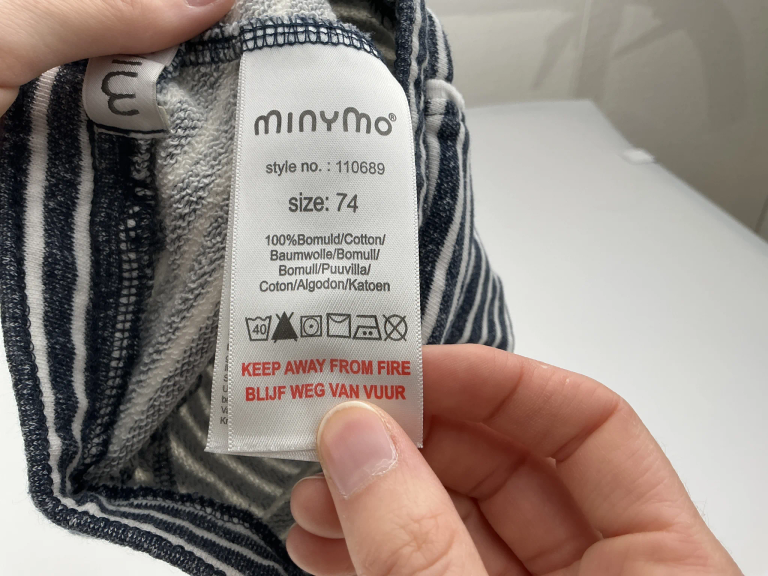 minymo®
style no. : 110689
size: 74
100%Bomuld/Cotton/
Baumwolle/Bomull/
Bomull/Puuvilla/
Coton/Algodon/Katoen
40
KEEP AWAY FROM FIRE
BLIJF WEG VAN VUUR